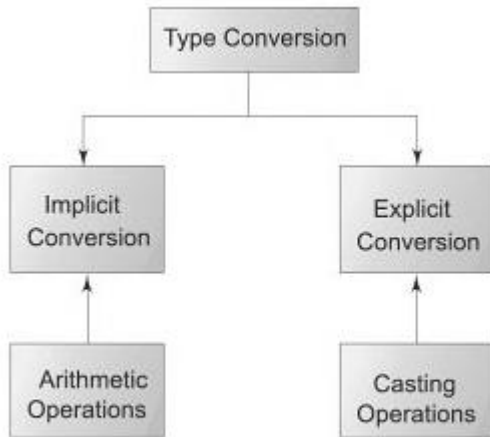 Type Conversion
Implicit
Conversion
Explicit
Conversion
Arithmetic
Operations
Casting
Operations